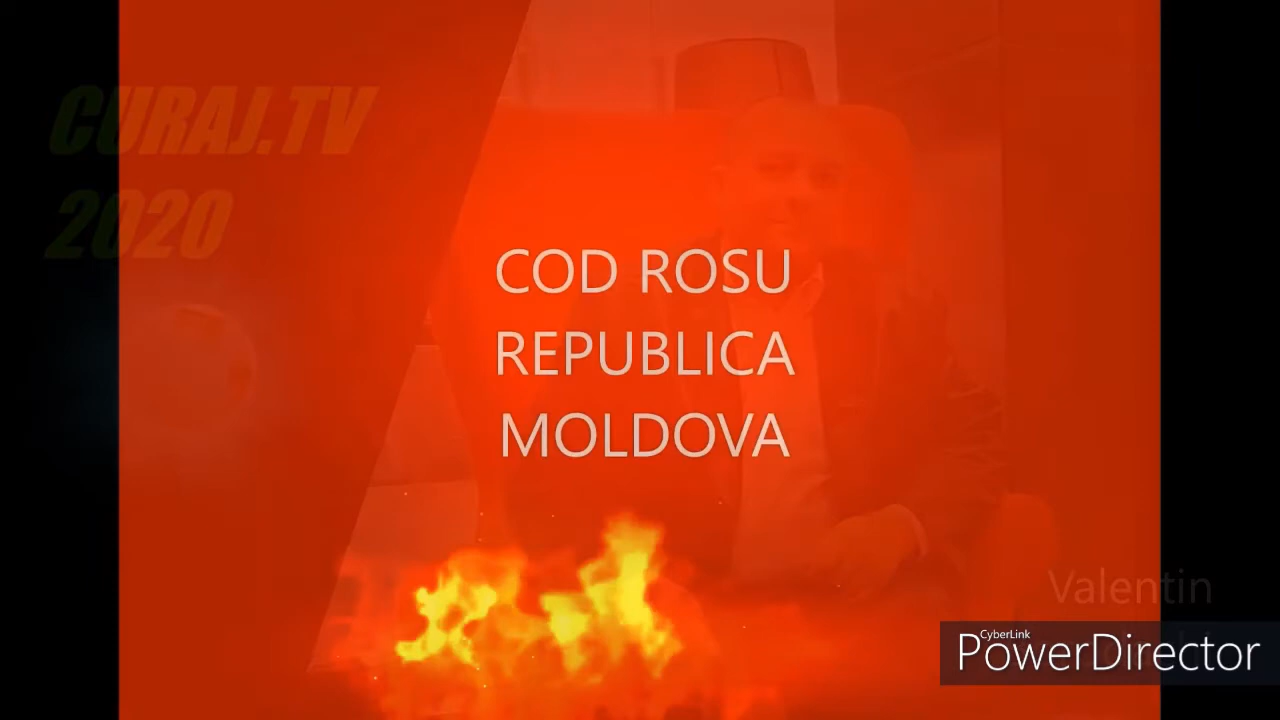 CURAJ.TV
2020
COD ROSU
REPUBLICA
MOLDOVA
Valentin
CyberLink
PowerDirector